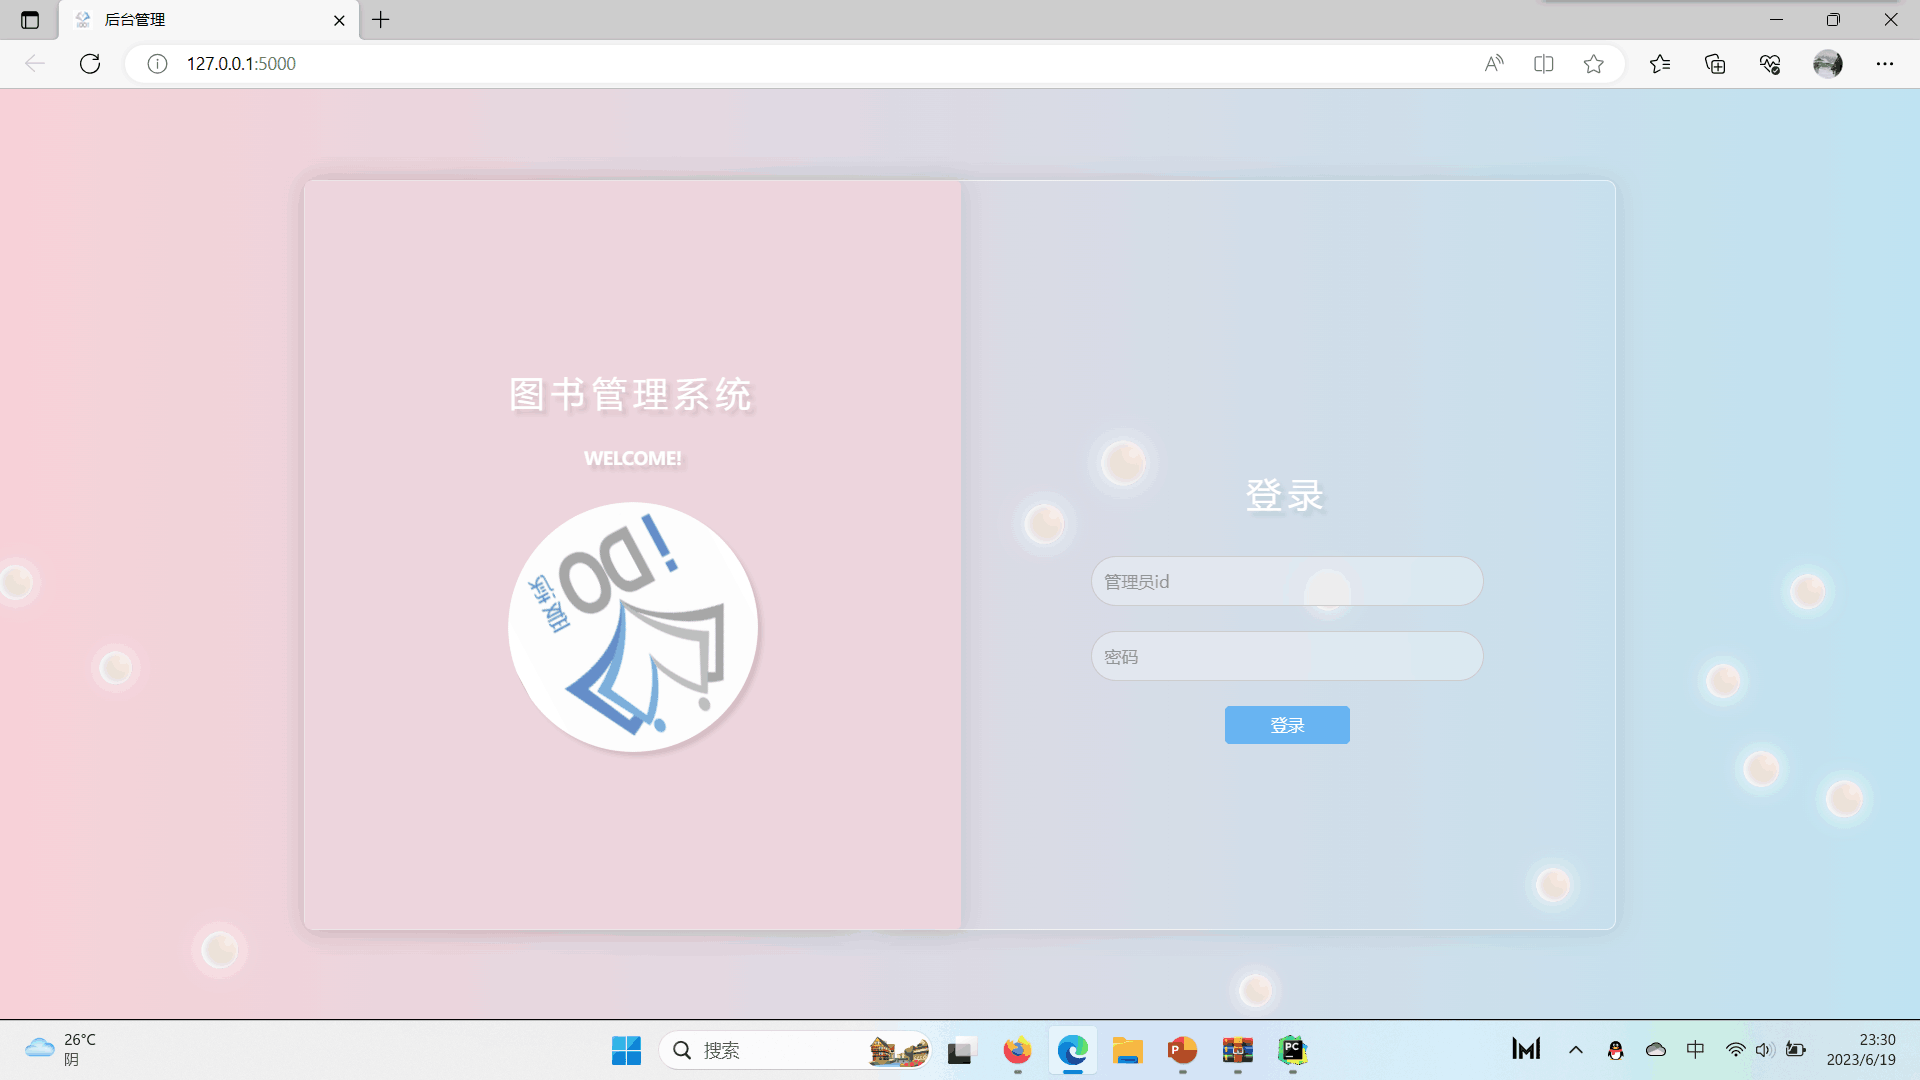 后台管理
127.0.0.1:5000
图书管理系统
WELCOME!
iDO
登录
管理员id
密码
登录
26°C
阴
搜索
中
23:30
2023/6/19